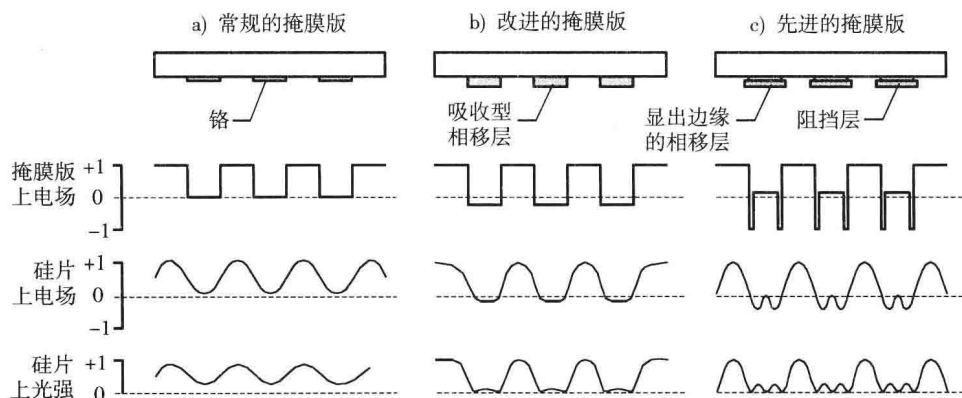 a) 常规的掩膜版
b) 改进的掩膜版
c) 先进的掩膜版
铬
吸收型
相移层
显出边缘
的相移层
阻挡层
掩膜版
上电场
+1
0
−1
硅片
上电场
+1
0
−1
硅片
上光强
+1
0